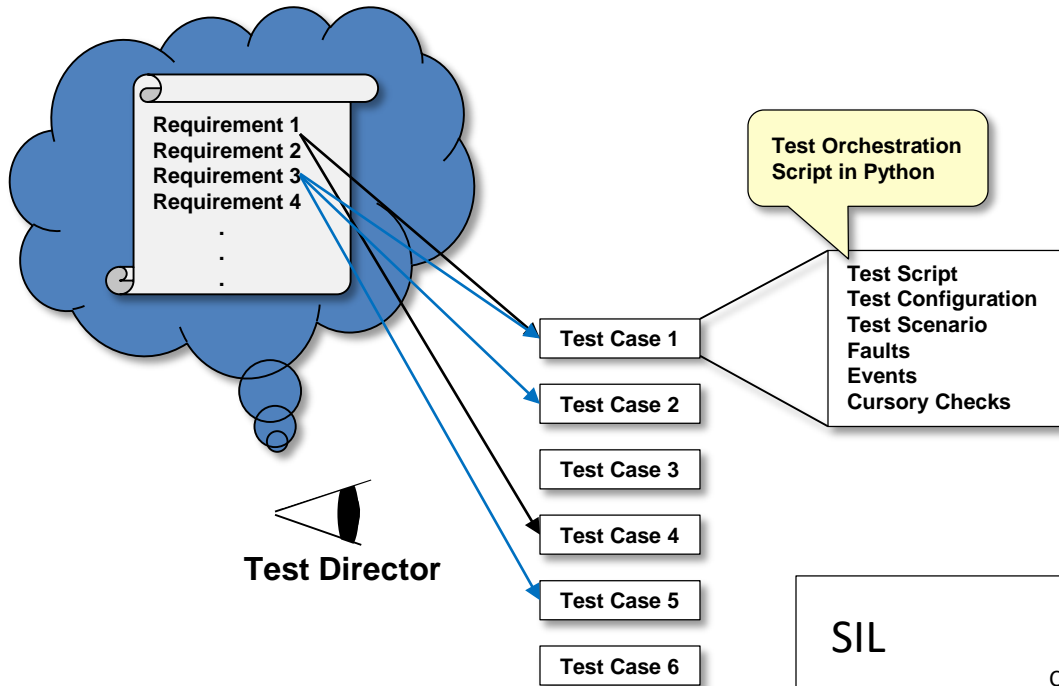 Requirement 1
Requirement 2
Requirement 3
Requirement 4
.
.
.
Test Orchestration
Script in Python
Test Script
Test Configuration
Test Scenario
Faults
Events
Cursory Checks
Test Case 1
Test Case 2
Test Case 3
Test Case 4
Test Case 5
Test Case 6
Test Director
SIL